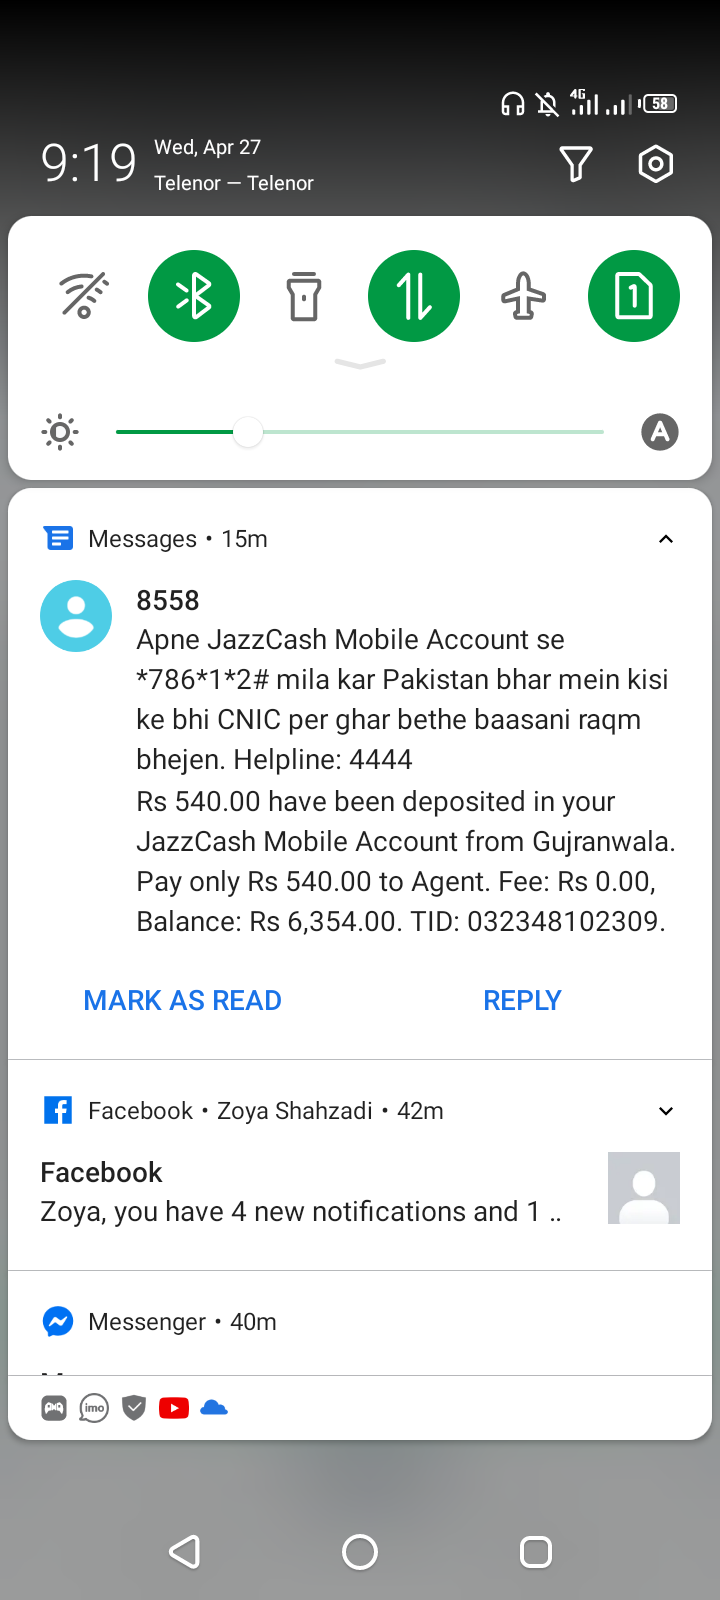 4G
58
9:19
Wed, Apr 27
Telenor — Telenor
1
A
Messages • 15m
8558
Apne JazzCash Mobile Account se
*786*1*2# mila kar Pakistan bhar mein kisi
ke bhi CNIC per ghar bethe baasani raqm
bhejen. Helpline: 4444
Rs 540.00 have been deposited in your
JazzCash Mobile Account from Gujranwala.
Pay only Rs 540.00 to Agent. Fee: Rs 0.00,
Balance: Rs 6,354.00. TID: 032348102309.
MARK AS READ
REPLY
Facebook • Zoya Shahzadi • 42m
Facebook
Zoya, you have 4 new notifications and 1 ..
Messenger • 40m
imo